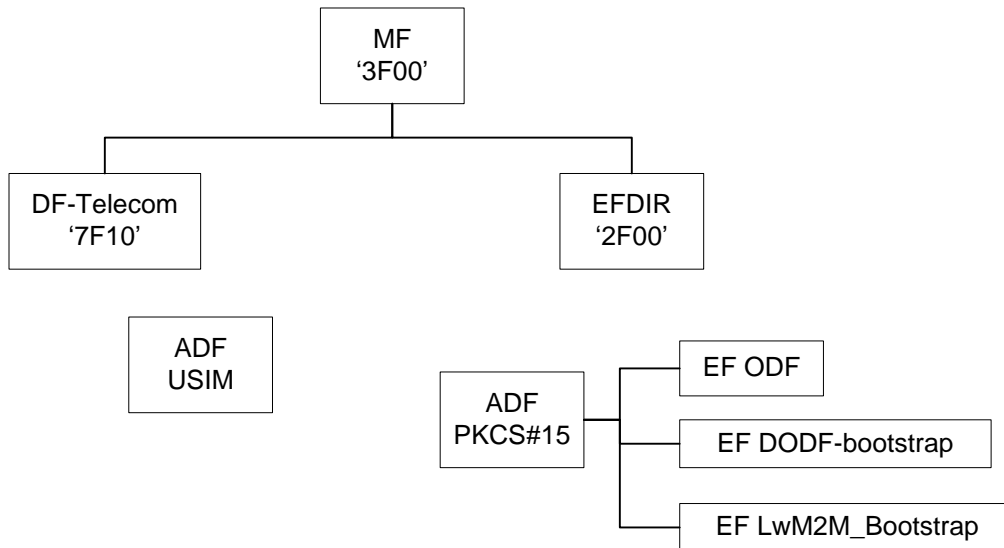 MF
‘3F00’
DF-Telecom
‘7F10’
EFDIR
‘2F00’
ADF
USIM
ADF
PKCS#15
EF ODF
EF DODF-bootstrap
EF LwM2M_Bootstrap